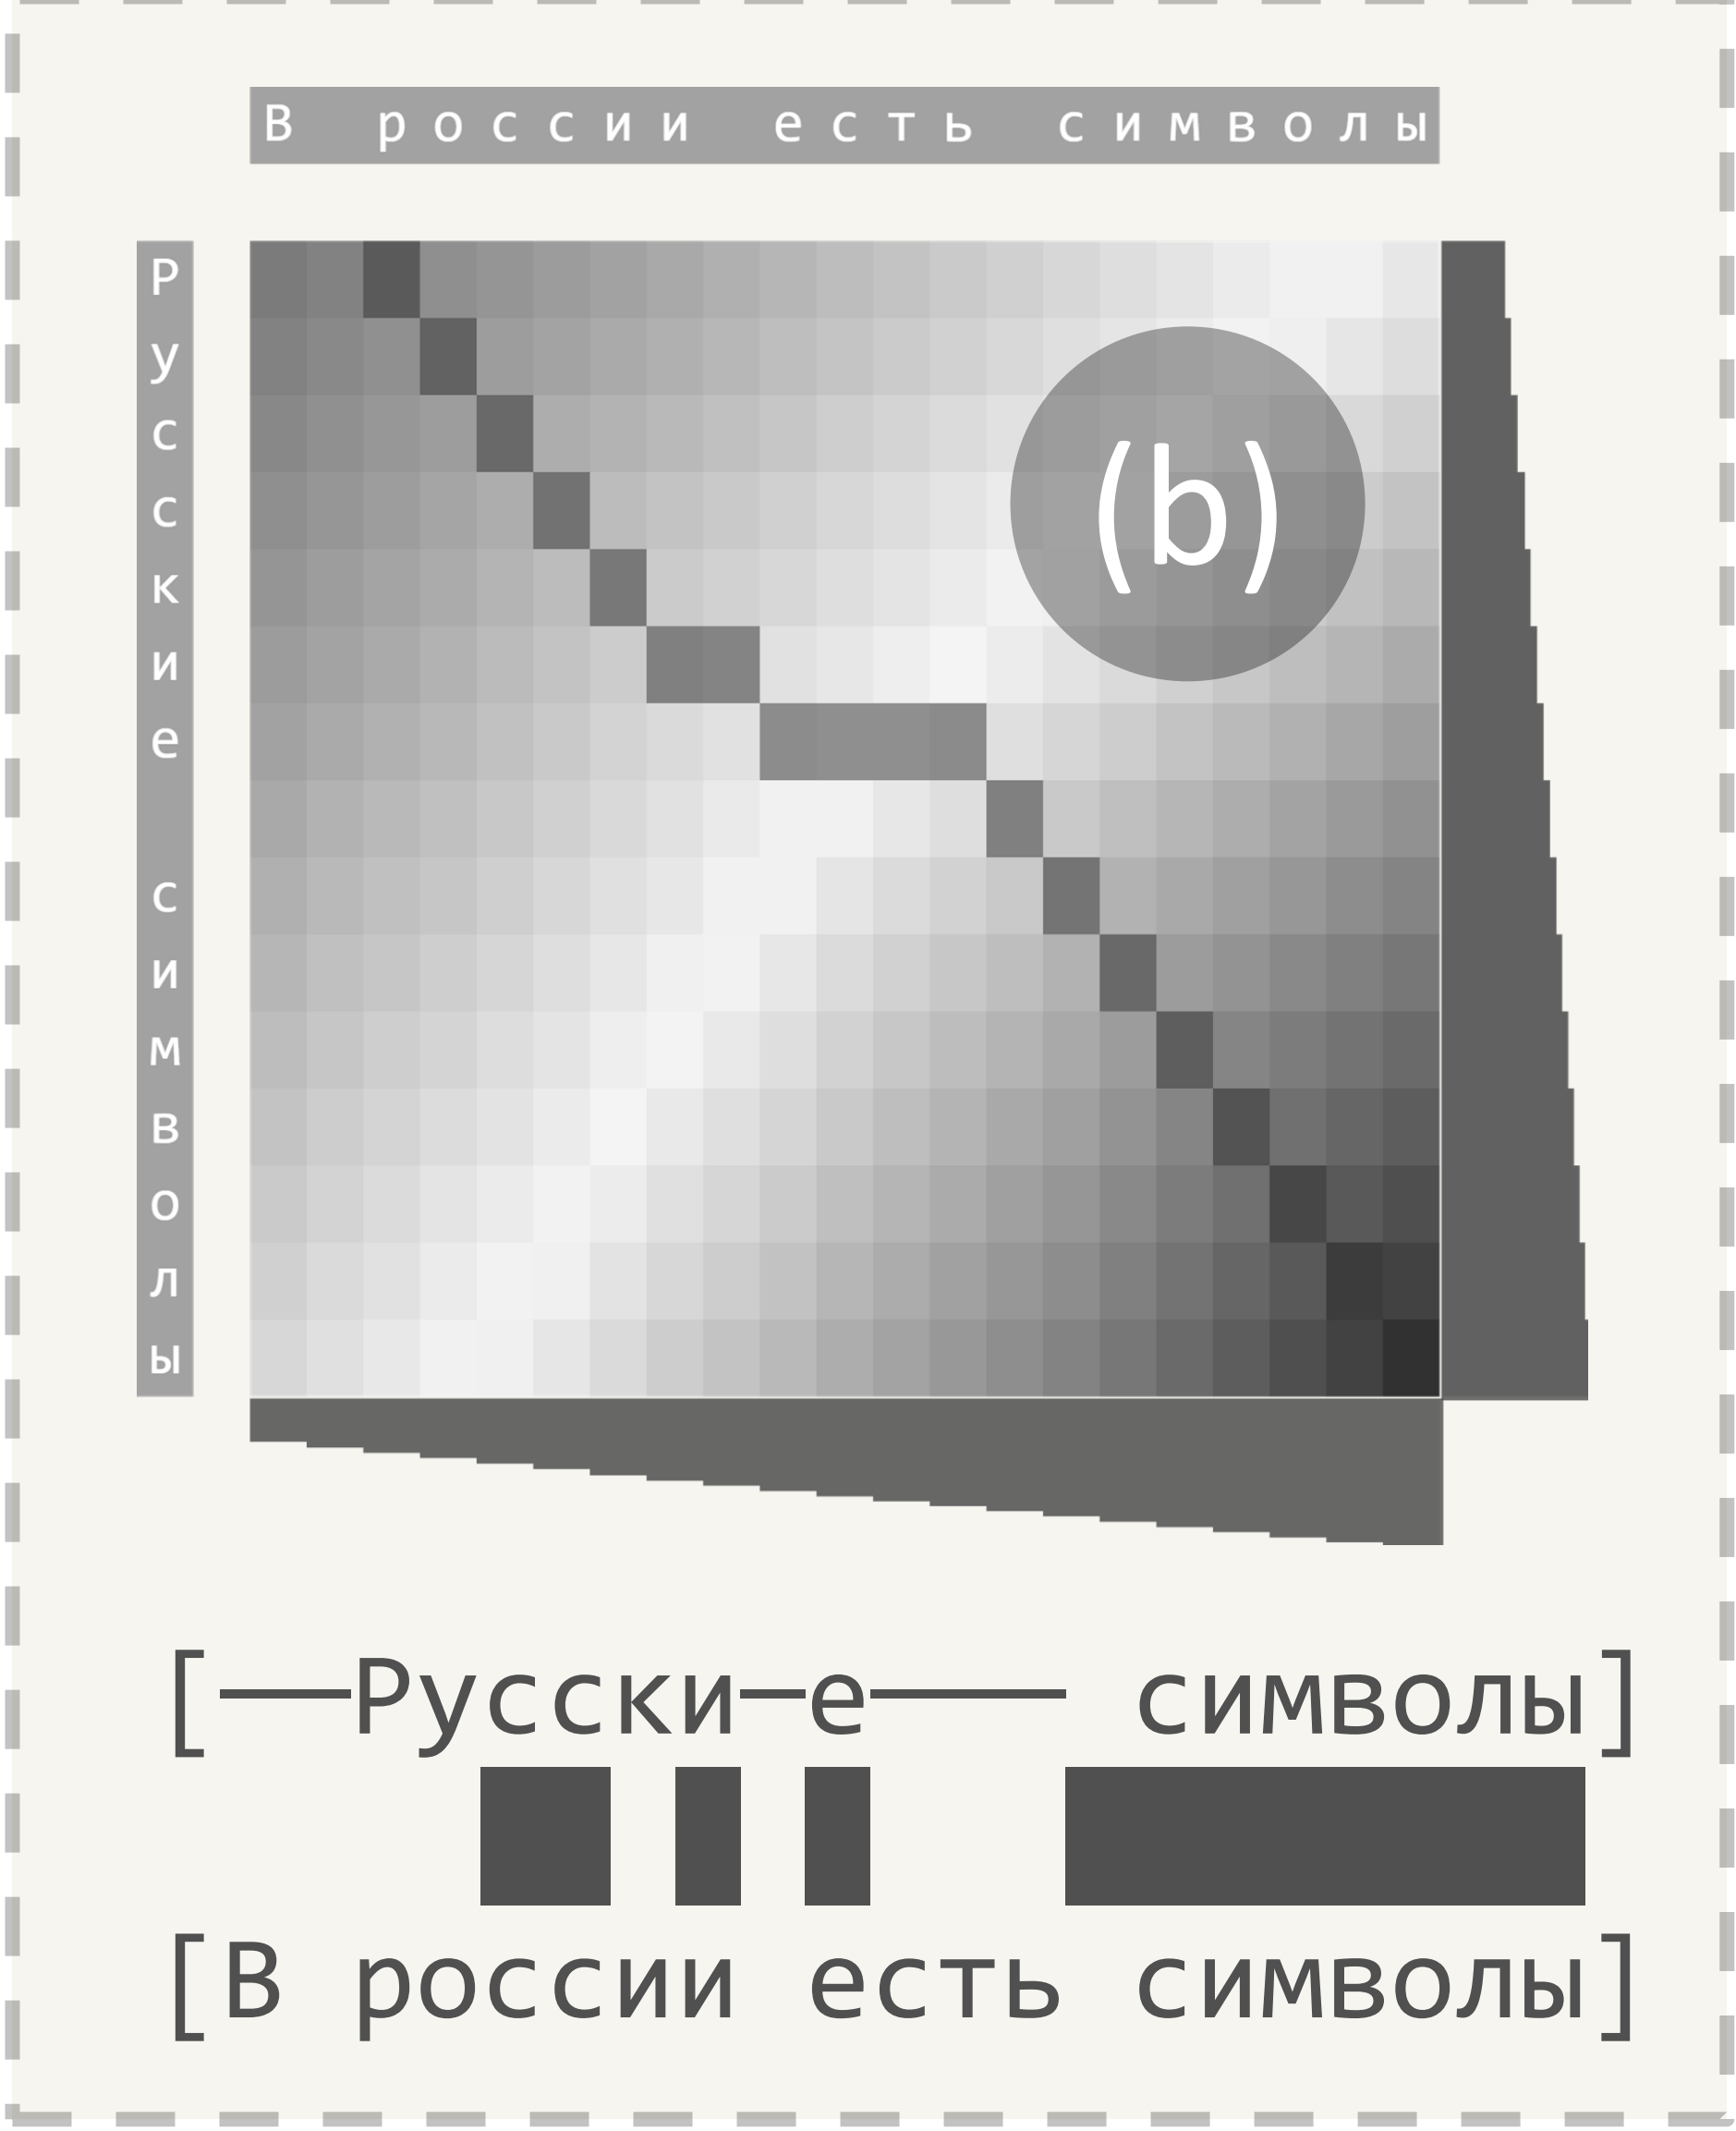 В россии есть символы
Русские символы
(b)
[——Русски—е—— символы]
[В россии есть символы]